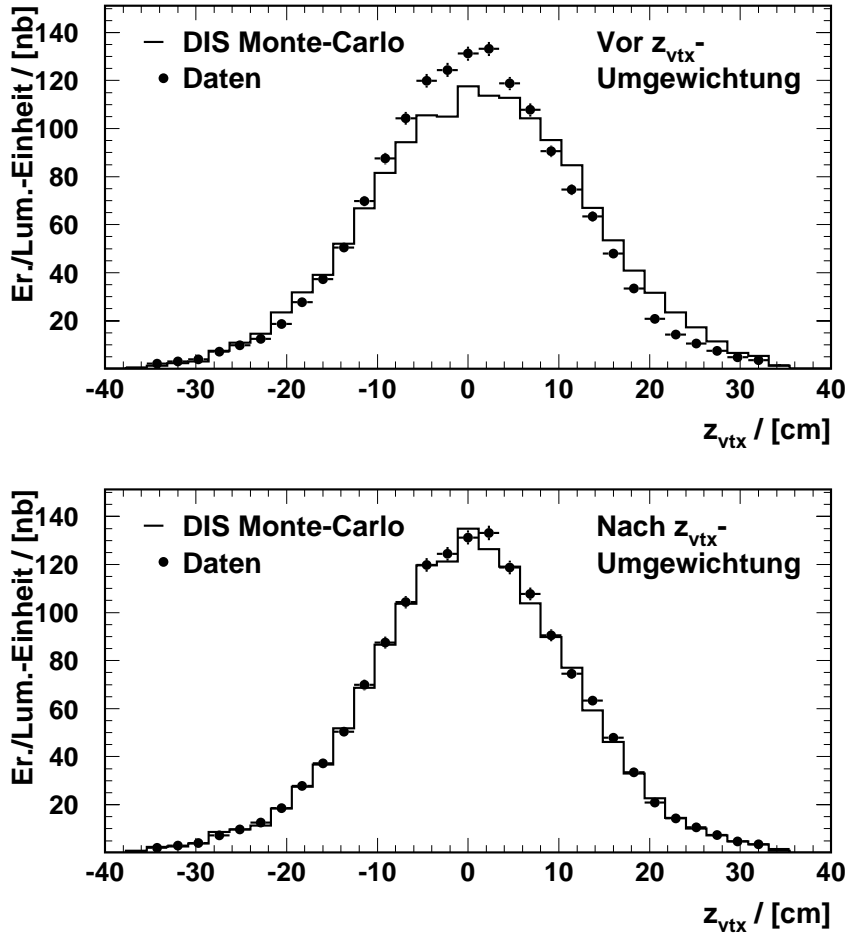 Er./Lum.-Einheit / [nb]
140
120
100
80
60
40
20
DIS Monte-Carlo
Daten
Vor z_vtx-
Umgewichtung
-40 -30 -20 -10 0 10 20 30 40
z_vtx / [cm]
Er./Lum.-Einheit / [nb]
140
120
100
80
60
40
20
DIS Monte-Carlo
Daten
Nach z_vtx-
Umgewichtung
-40 -30 -20 -10 0 10 20 30 40
z_vtx / [cm]